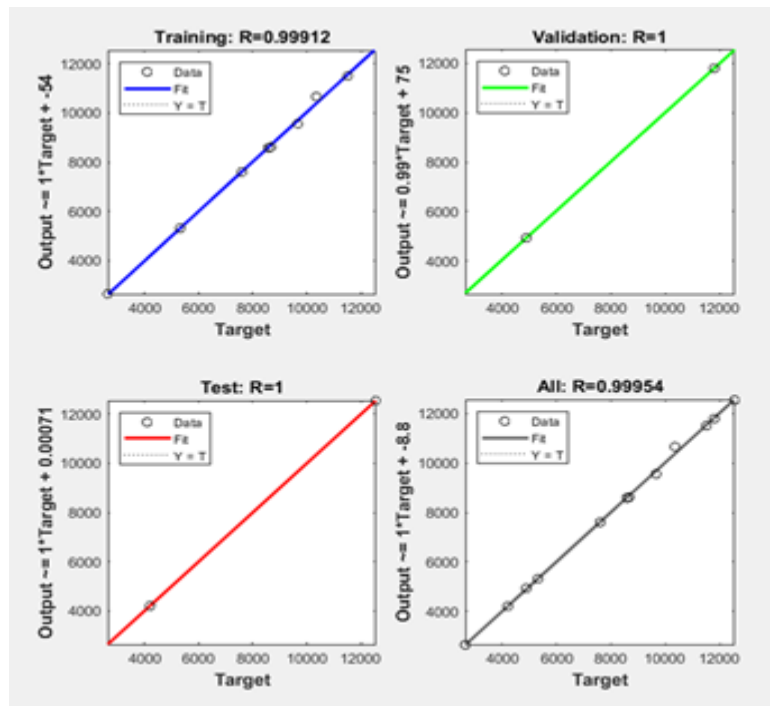 Training: R=0.99912
Output ~= 1*Target + -54
12000
10000
8000
6000
4000
Data
Fit
Y = T
4000 6000 8000 10000 12000
Target
Validation: R=1
Output ~= 0.99*Target + 75
12000
10000
8000
6000
4000
Data
Fit
Y = T
4000 6000 8000 10000 12000
Target
Test: R=1
Output ~= 1*Target + 0.00071
12000
10000
8000
6000
4000
Data
Fit
Y = T
4000 6000 8000 10000 12000
Target
All: R=0.99954
Output ~= 1*Target + -8.8
12000
10000
8000
6000
4000
Data
Fit
Y = T
4000 6000 8000 10000 12000
Target